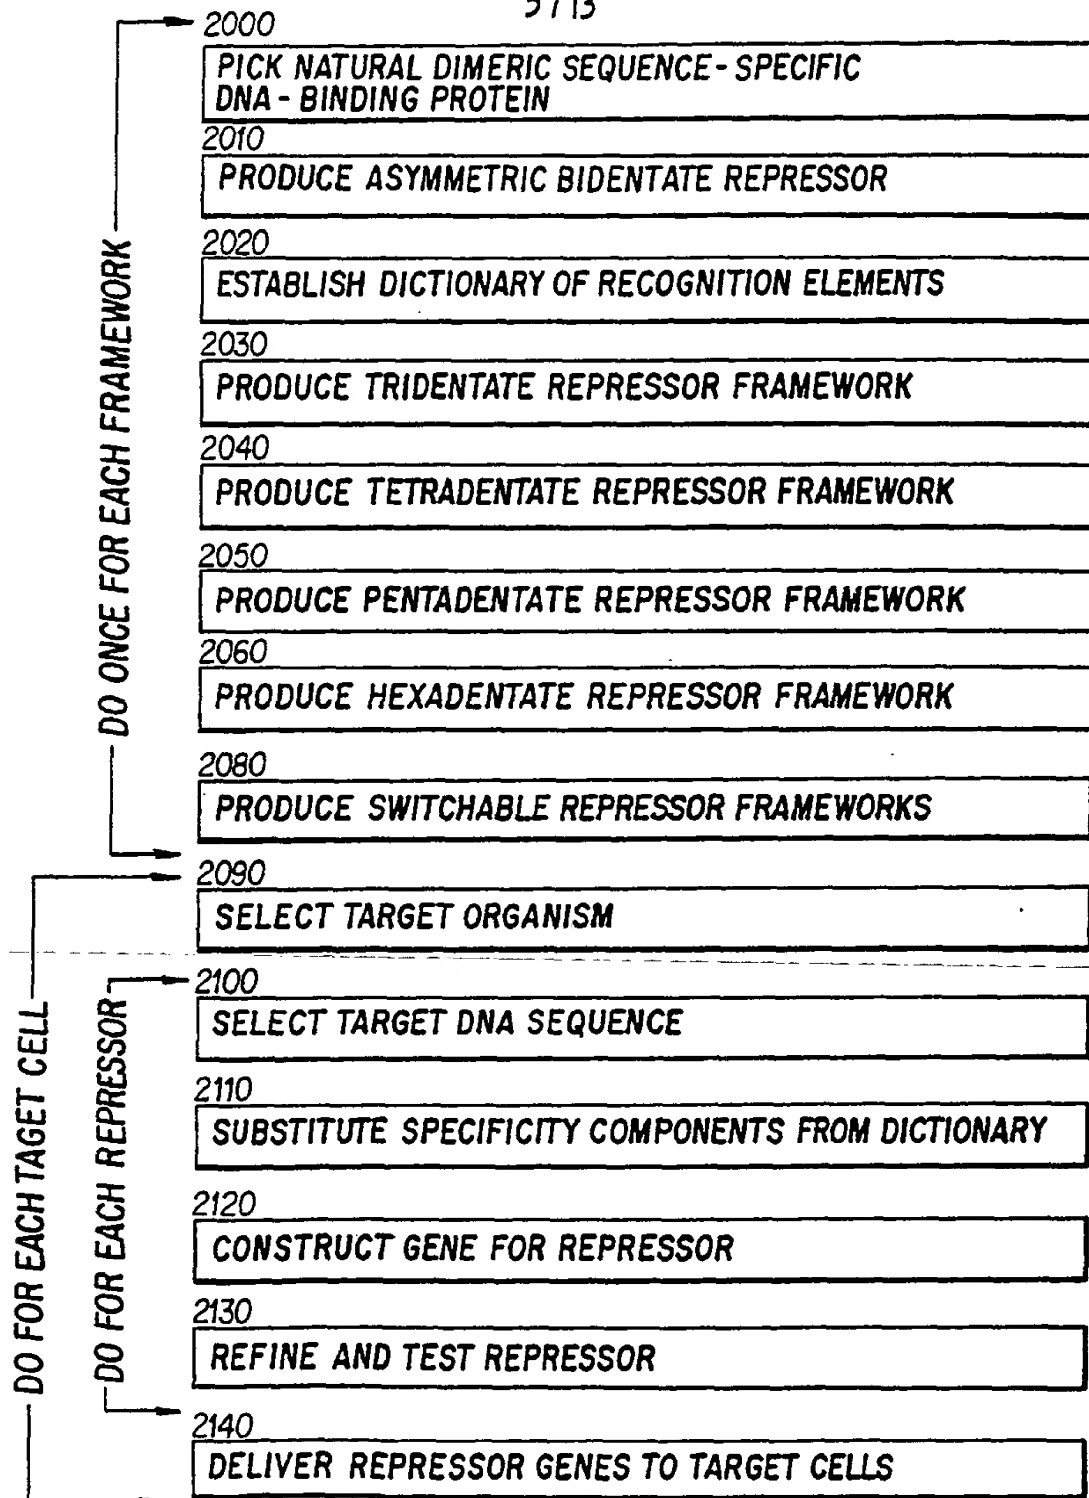 5/13
2000
PICK NATURAL DIMERIC SEQUENCE-SPECIFIC
DNA-BINDING PROTEIN
2010
PRODUCE ASYMMETRIC BIDENTATE REPRESSOR
2020
ESTABLISH DICTIONARY OF RECOGNITION ELEMENTS
2030
PRODUCE TRIDENTATE REPRESSOR FRAMEWORK
2040
PRODUCE TETRADENTATE REPRESSOR FRAMEWORK
2050
PRODUCE PENTADENTATE REPRESSOR FRAMEWORK
2060
PRODUCE HEXADENTATE REPRESSOR FRAMEWORK
2080
PRODUCE SWITCHABLE REPRESSOR FRAMEWORKS
DO ONCE FOR EACH FRAMEWORK
2090
SELECT TARGET ORGANISM
2100
SELECT TARGET DNA SEQUENCE
2110
SUBSTITUTE SPECIFICITY COMPONENTS FROM DICTIONARY
2120
CONSTRUCT GENE FOR REPRESSOR
2130
REFINE AND TEST REPRESSOR
2140
DELIVER REPRESSOR GENES TO TARGET CELLS
DO FOR EACH TAGET CELL
DO FOR EACH REPRESSOR